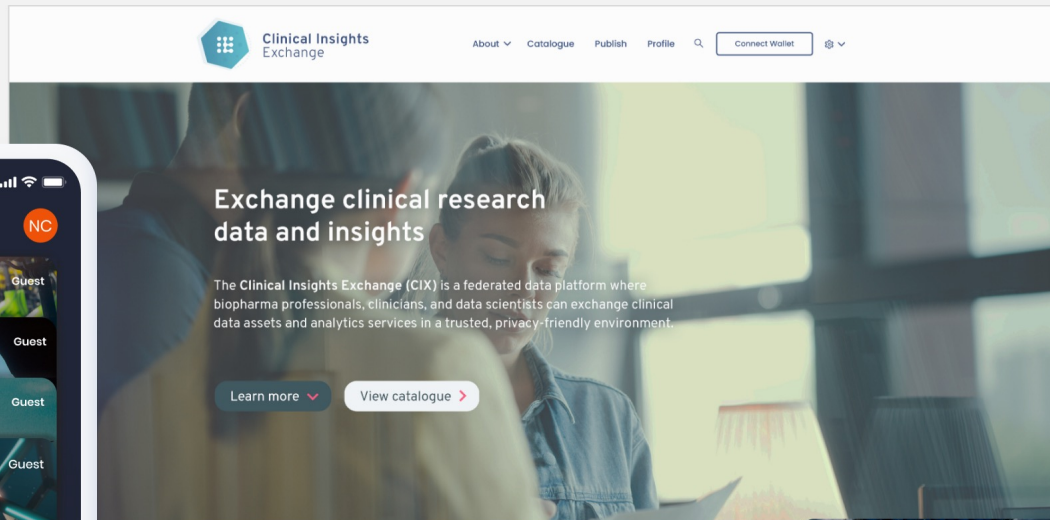 Clinical Insights
Exchange
About
Catalogue
Publish
Profile
Connect Wallet
NC
Guest
Guest
Guest
Guest
Exchange clinical research
data and insights
The Clinical Insights Exchange (CIX) is a federated data platform where
biopharma professionals, clinicians, and data scientists can exchange clinical
data assets and analytics services in a trusted, privacy-friendly environment.
Learn more
View catalogue